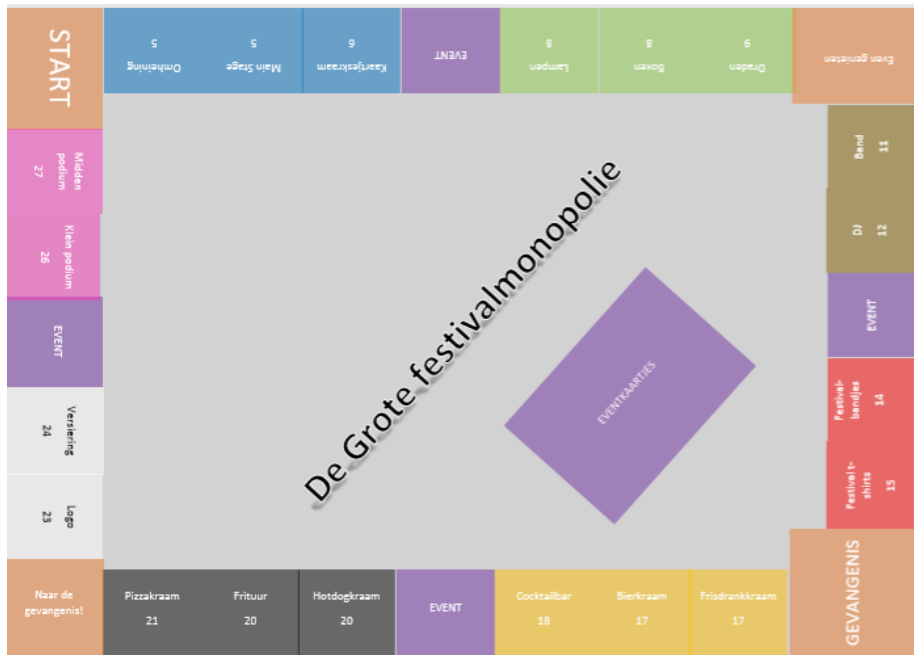 START
5
Omheining
5
Main Stage
6
Kaartjeskraam
EVENT
8
Lampen
8
Boxen
9
Draden
Even genieten
Band
11
DJ
12
EVENT
Festival-
bandjes
14
Festival t-
shirts
15
GEVANGENIS
Frisdrankkraam
17
Bierkraam
17
Cocktailbar
18
EVENT
Hotdogkraam
20
Frituur
20
Pizzakraam
21
Naar de
gevangenis!
Logo
23
Versiering
24
EVENT
Klein podium
26
Midden
podium
27
De Grote festivalmonopolie
EVENTKAARTJES